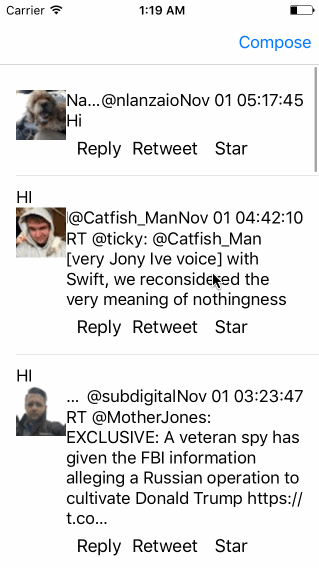 Carrier 1:19 AM
Compose
Na...@nlanzaioNov 01 05:17:45
Hi
Reply Retweet Star
HI
@Catfish_ManNov 01 04:42:10
RT @ticky: @Catfish_Man
[very Jony Ive voice] with
Swift, we reconsidered the
very meaning of nothingness
Reply Retweet Star
HI
... @subdigitalNov 01 03:23:47
RT @MotherJones:
EXCLUSIVE: A veteran spy has
given the FBI information
alleging a Russian operation to
cultivate Donald Trump https://
t.co...
Reply Retweet Star